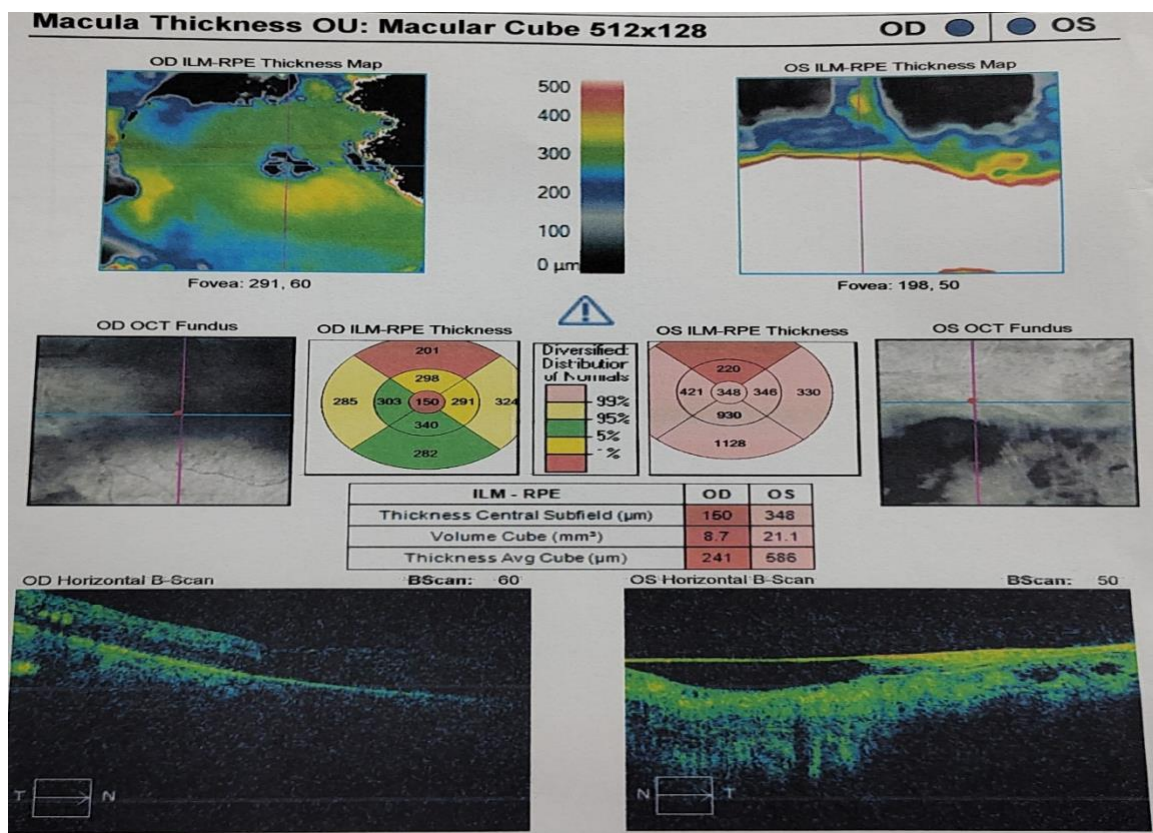 Macula Thickness OU: Macular Cube 512x128 OD OS
OD ILM-RPE Thickness Map
OS ILM-RPE Thickness Map
500
400
300
200
100
0 µm
Fovea: 291, 60
Fovea: 198, 50
OD OCT Fundus
OD ILM-RPE Thickness
OS ILM-RPE Thickness
OS OCT Fundus
201
298
285 303 150 291 324
340
282
Diversified:
Distribution
of Normals
99%
95%
5%
%
220
421 348 346 330
930
1128
ILM - RPE OD OS
Thickness Central Subfield (µm) 150 348
Volume Cube (mm³) 8.7 21.1
Thickness Avg Cube (µm) 241 586
OD Horizontal B-Scan BScan: 60
OS Horizontal B-Scan BScan: 50
T N
N T